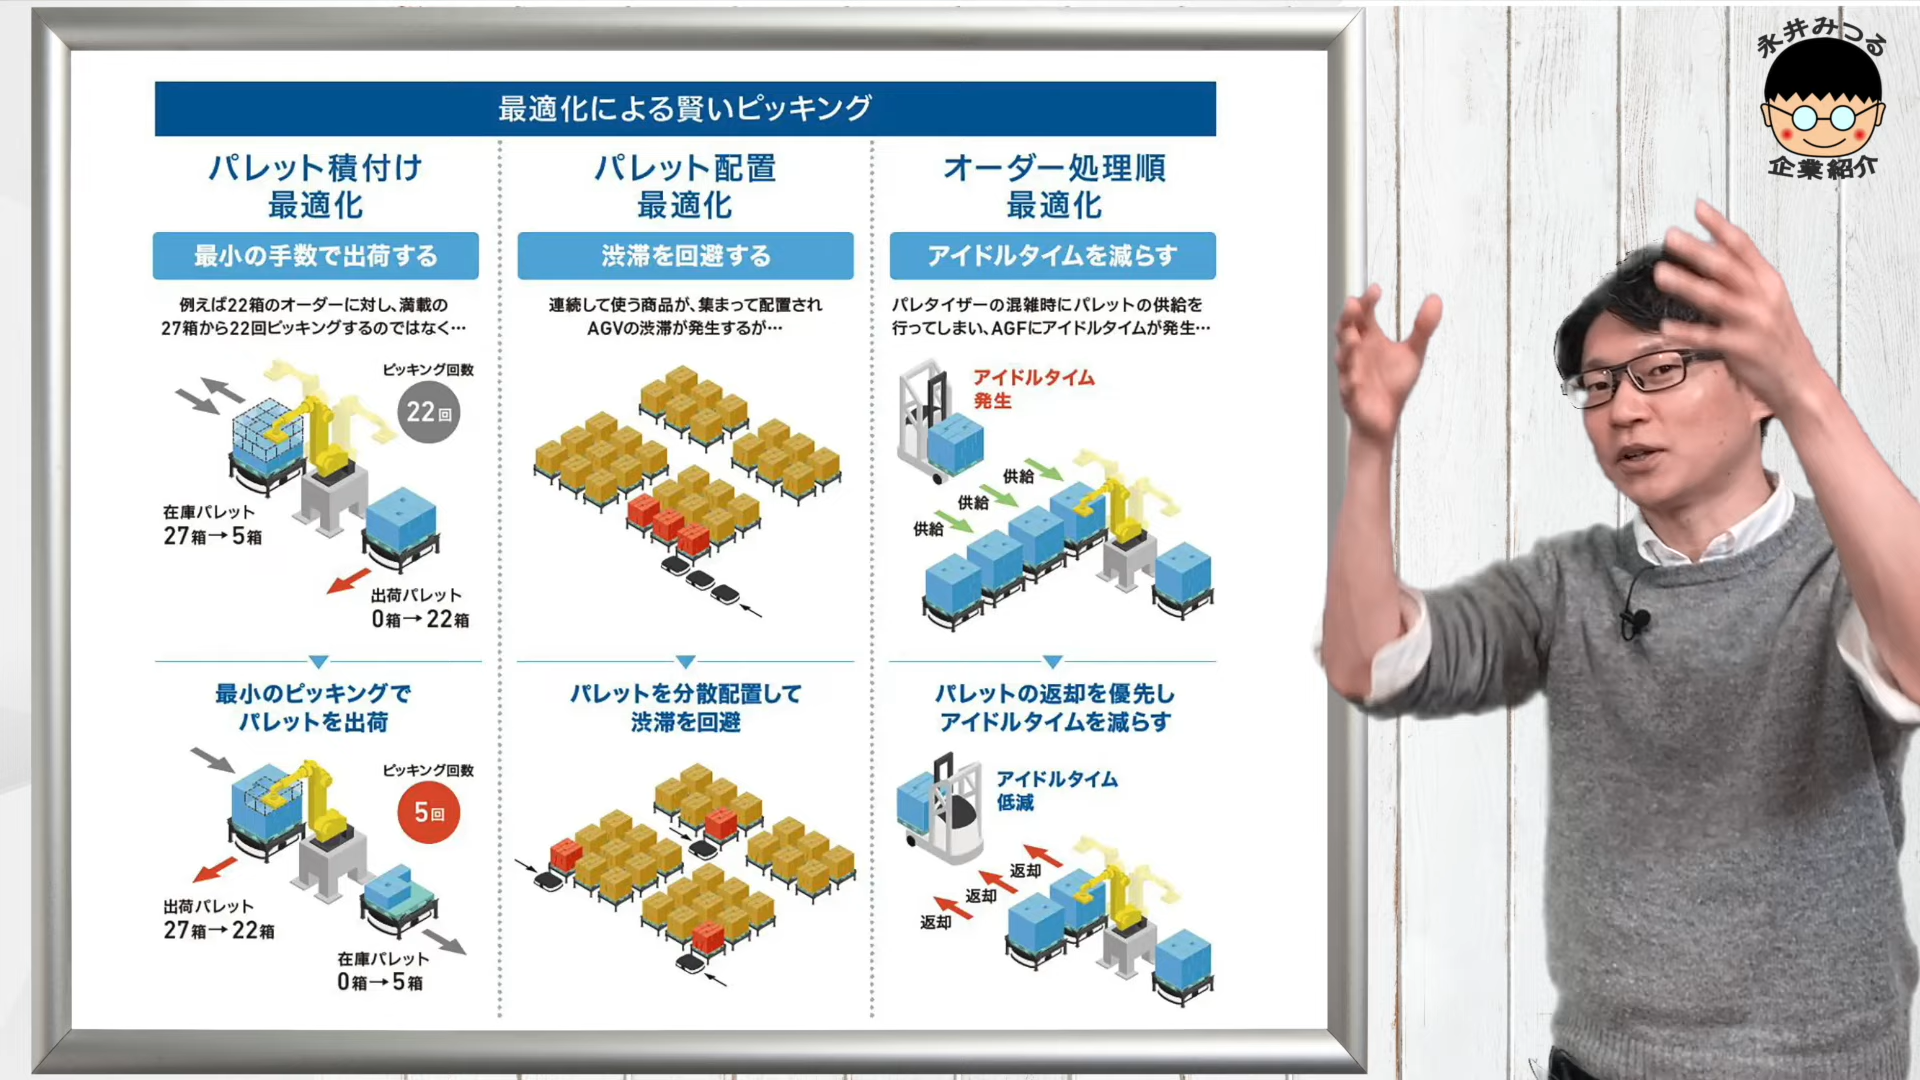 永井みつる
企業紹介
最適化による賢いピッキング
パレット積付け
最適化
最小の手数で出荷する
例えば22箱のオーダーに対し、満載の
27箱から22回ピッキングするのではなく…
ピッキング回数
22回
在庫パレット
27箱→5箱
出荷パレット
0箱→22箱
最小のピッキングで
パレットを出荷
ピッキング回数
5回
出荷パレット
27箱→22箱
在庫パレット
0箱→5箱
パレット配置
最適化
渋滞を回避する
連続して使う商品が、集まって配置され
AGVの渋滞が発生するが…
パレットを分散配置して
渋滞を回避
オーダー処理順
最適化
アイドルタイムを減らす
パレタイザーの混雑時にパレットの供給を
行ってしまい、AGFにアイドルタイムが発生…
アイドルタイム
発生
供給
供給
供給
パレットの返却を優先し
アイドルタイムを減らす
アイドルタイム
低減
返却
返却
返却